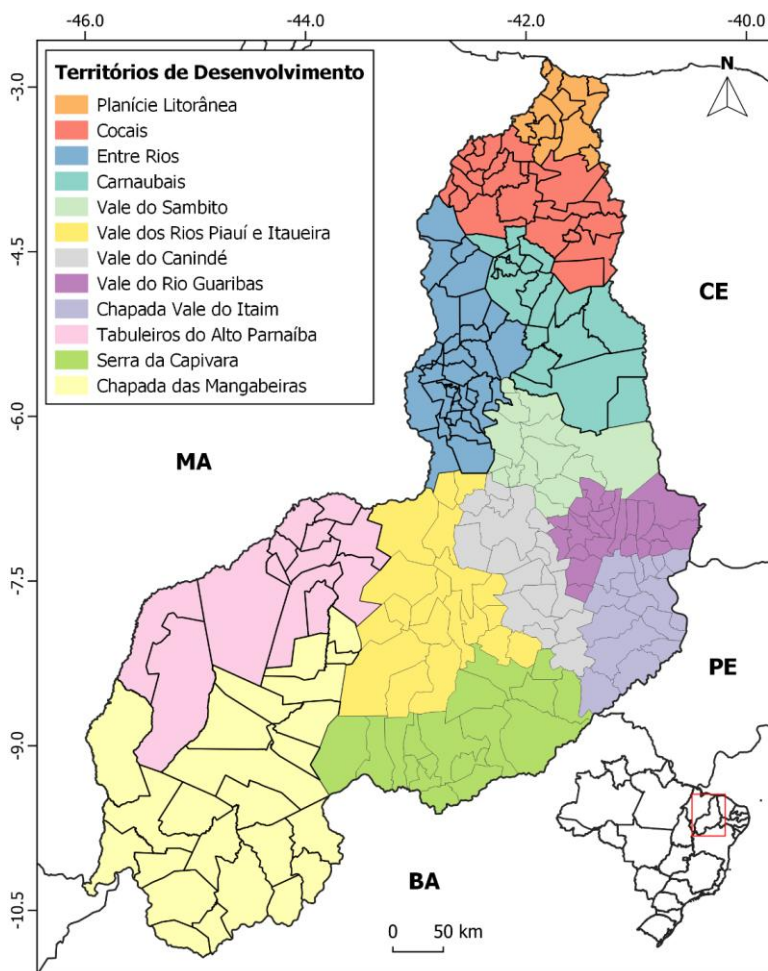 -46.0
-44.0
-42.0
-40.0
-3.0
-4.5
-6.0
-7.5
-9.0
-10.5
Territórios de Desenvolvimento
Planície Litorânea
Cocais
Entre Rios
Carnaubais
Vale do Sambito
Vale dos Rios Piauí e Itaueira
Vale do Canindé
Vale do Rio Guaribas
Chapada Vale do Itaim
Tabuleiros do Alto Parnaíba
Serra da Capivara
Chapada das Mangabeiras
N
CE
MA
PE
BA
0 50 km